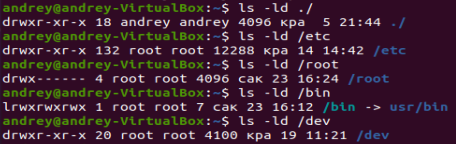 andrey@andrey-VirtualBox:~$ ls -ld ./
drwxr-xr-x 18 andrey andrey 4096 кра  5 21:44 ./
andrey@andrey-VirtualBox:~$ ls -ld /etc
drwxr-xr-x 132 root root 12288 кра 14 14:42 /etc
andrey@andrey-VirtualBox:~$ ls -ld /root
drwx------ 4 root root 4096 сак 23 16:24 /root
andrey@andrey-VirtualBox:~$ ls -ld /bin
lrwxrwxrwx 1 root root 7 сак 23 16:12 /bin -> usr/bin
andrey@andrey-VirtualBox:~$ ls -ld /dev
drwxr-xr-x 20 root root 4100 кра 19 11:21 /dev